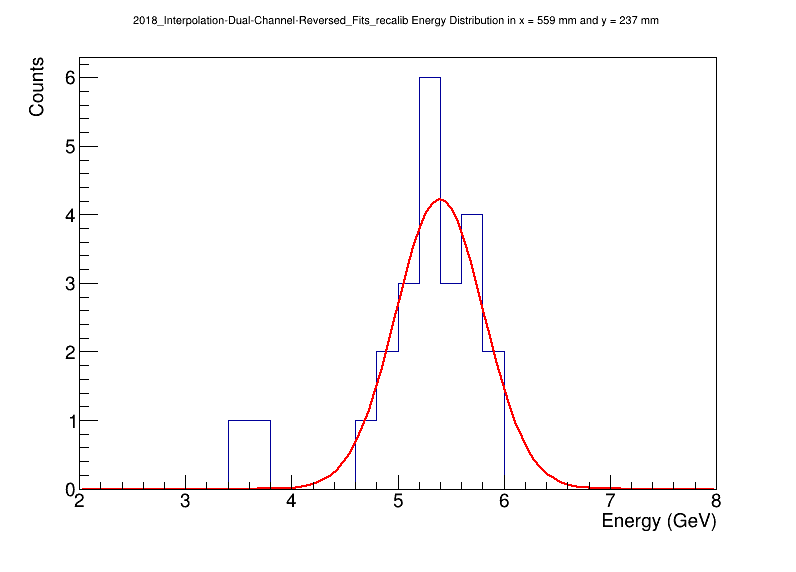 2018_Interpolation-Dual-Channel-Reversed_Fits_recalib Energy Distribution in x = 559 mm and y = 237 mm
Counts
6
5
4
3
2
1
0
2 3 4 5 6 7 8
Energy (GeV)